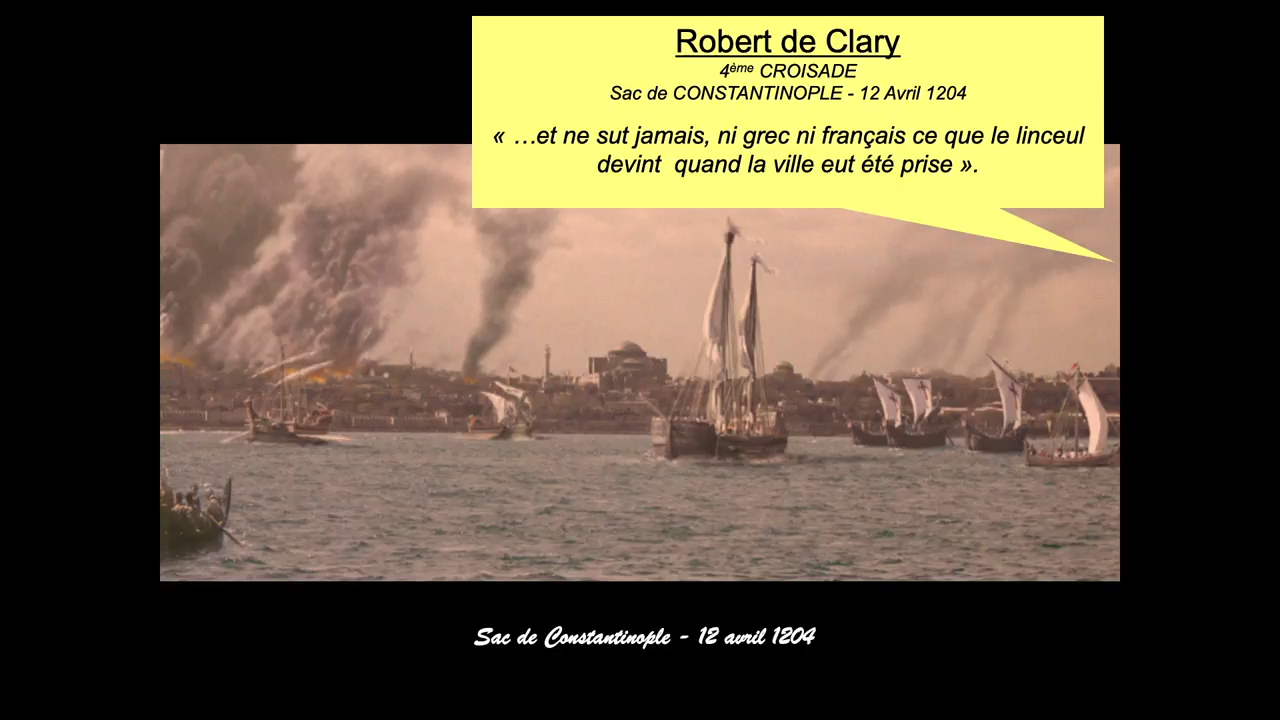 Robert de Clary
4ème CROISADE
Sac de CONSTANTINOPLE - 12 Avril 1204
« …et ne sut jamais, ni grec ni français ce que le linceul
devint quand la ville eut été prise ».
Sac de Constantinople - 12 avril 1204